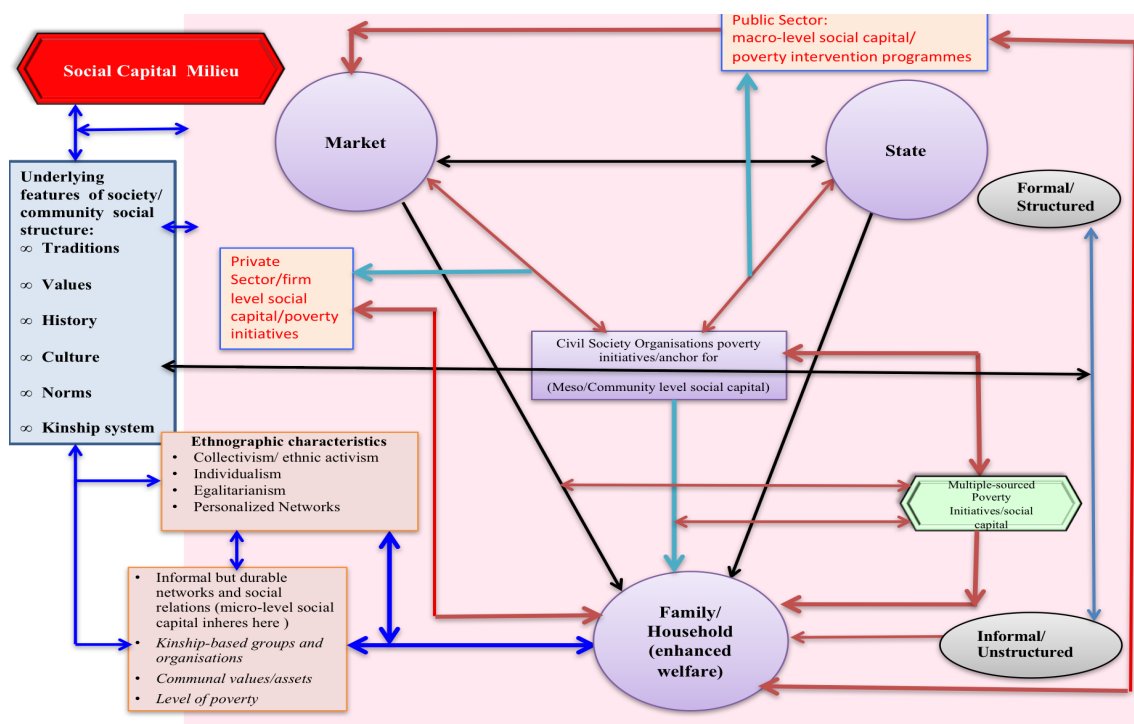 Public Sector:
macro-level social capital/
poverty intervention programmes
Social Capital Milieu
Market
State
Underlying
features of society/
community social
structure:
∞ Traditions
∞ Values
∞ History
∞ Culture
∞ Norms
∞ Kinship system
Formal/
Structured
Private
Sector/firm
level social
capital/poverty
initiatives
Civil Society Organisations poverty
initiatives/anchor for
(Meso/Community level social capital)
Ethnographic characteristics
• Collectivism/ ethnic activism
• Individualism
• Egalitarianism
• Personalized Networks
Multiple-sourced
Poverty
Initiatives/social
capital
• Informal but durable
networks and social
relations (micro-level social
capital inheres here )
• Kinship-based groups and
organisations
• Communal values/assets
• Level of poverty
Family/
Household
(enhanced
welfare)
Informal/
Unstructured